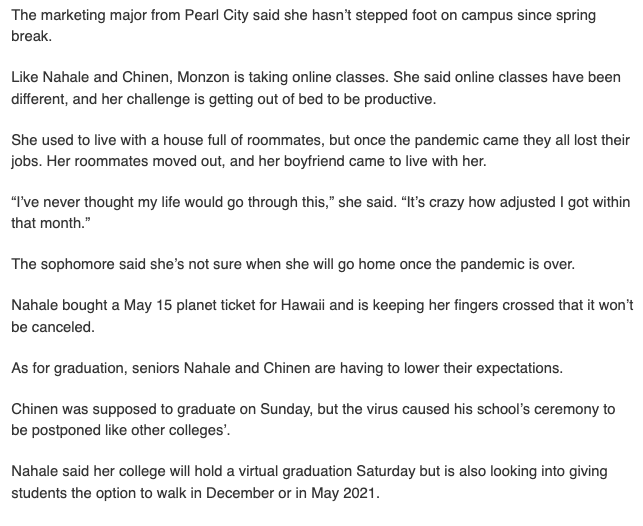 The marketing major from Pearl City said she hasn’t stepped foot on campus since spring
break.
Like Nahale and Chinen, Monzon is taking online classes. She said online classes have been
different, and her challenge is getting out of bed to be productive.
She used to live with a house full of roommates, but once the pandemic came they all lost their
jobs. Her roommates moved out, and her boyfriend came to live with her.
“I’ve never thought my life would go through this,” she said. “It’s crazy how adjusted I got within
that month.”
The sophomore said she’s not sure when she will go home once the pandemic is over.
Nahale bought a May 15 planet ticket for Hawaii and is keeping her fingers crossed that it won’t
be canceled.
As for graduation, seniors Nahale and Chinen are having to lower their expectations.
Chinen was supposed to graduate on Sunday, but the virus caused his school’s ceremony to
be postponed like other colleges’.
Nahale said her college will hold a virtual graduation Saturday but is also looking into giving
students the option to walk in December or in May 2021.